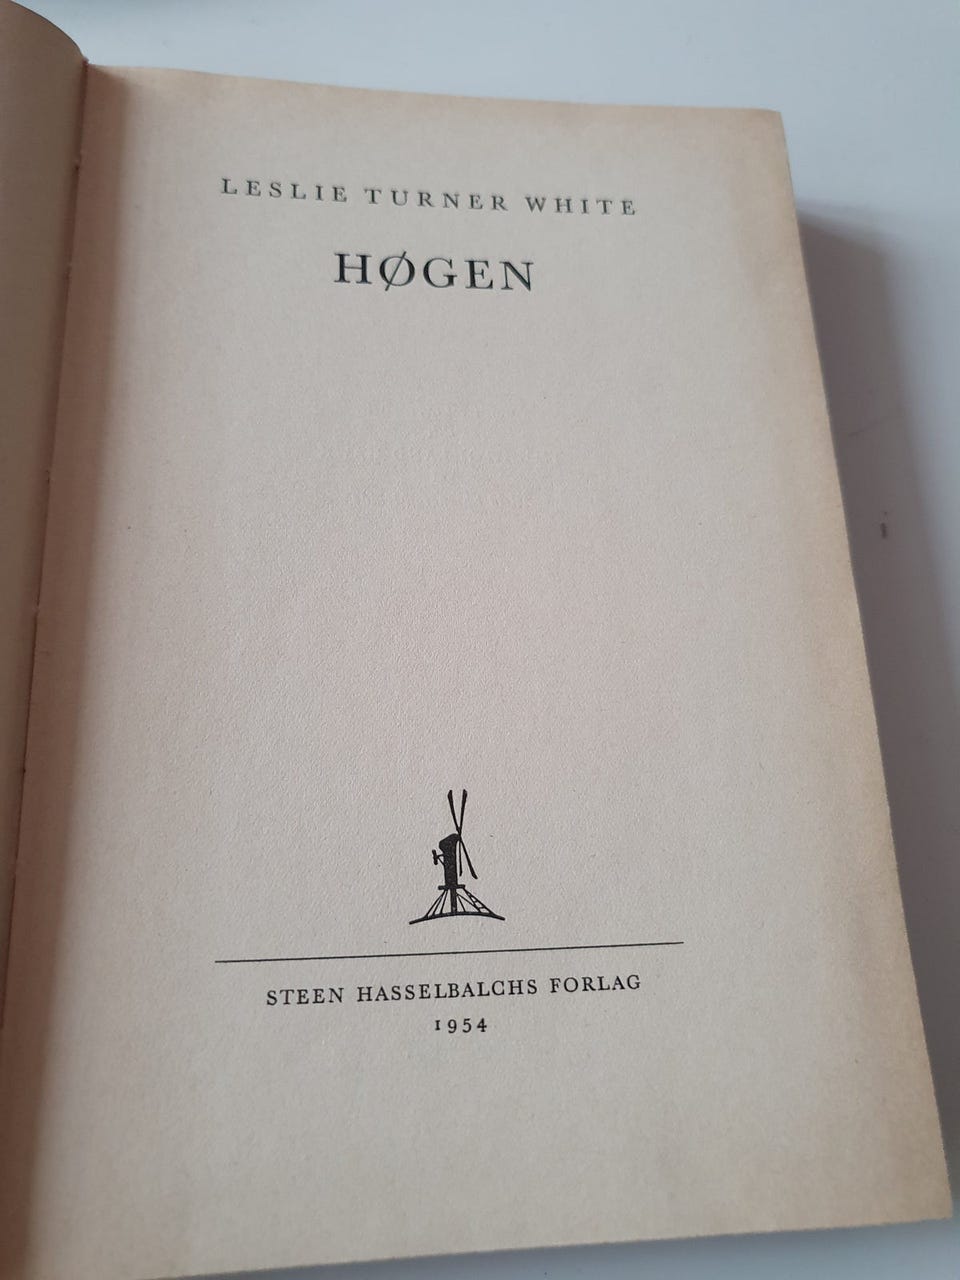 LESLIE TURNER WHITE
HØGEN
STEEN HASSELBALCHS FORLAG
1954